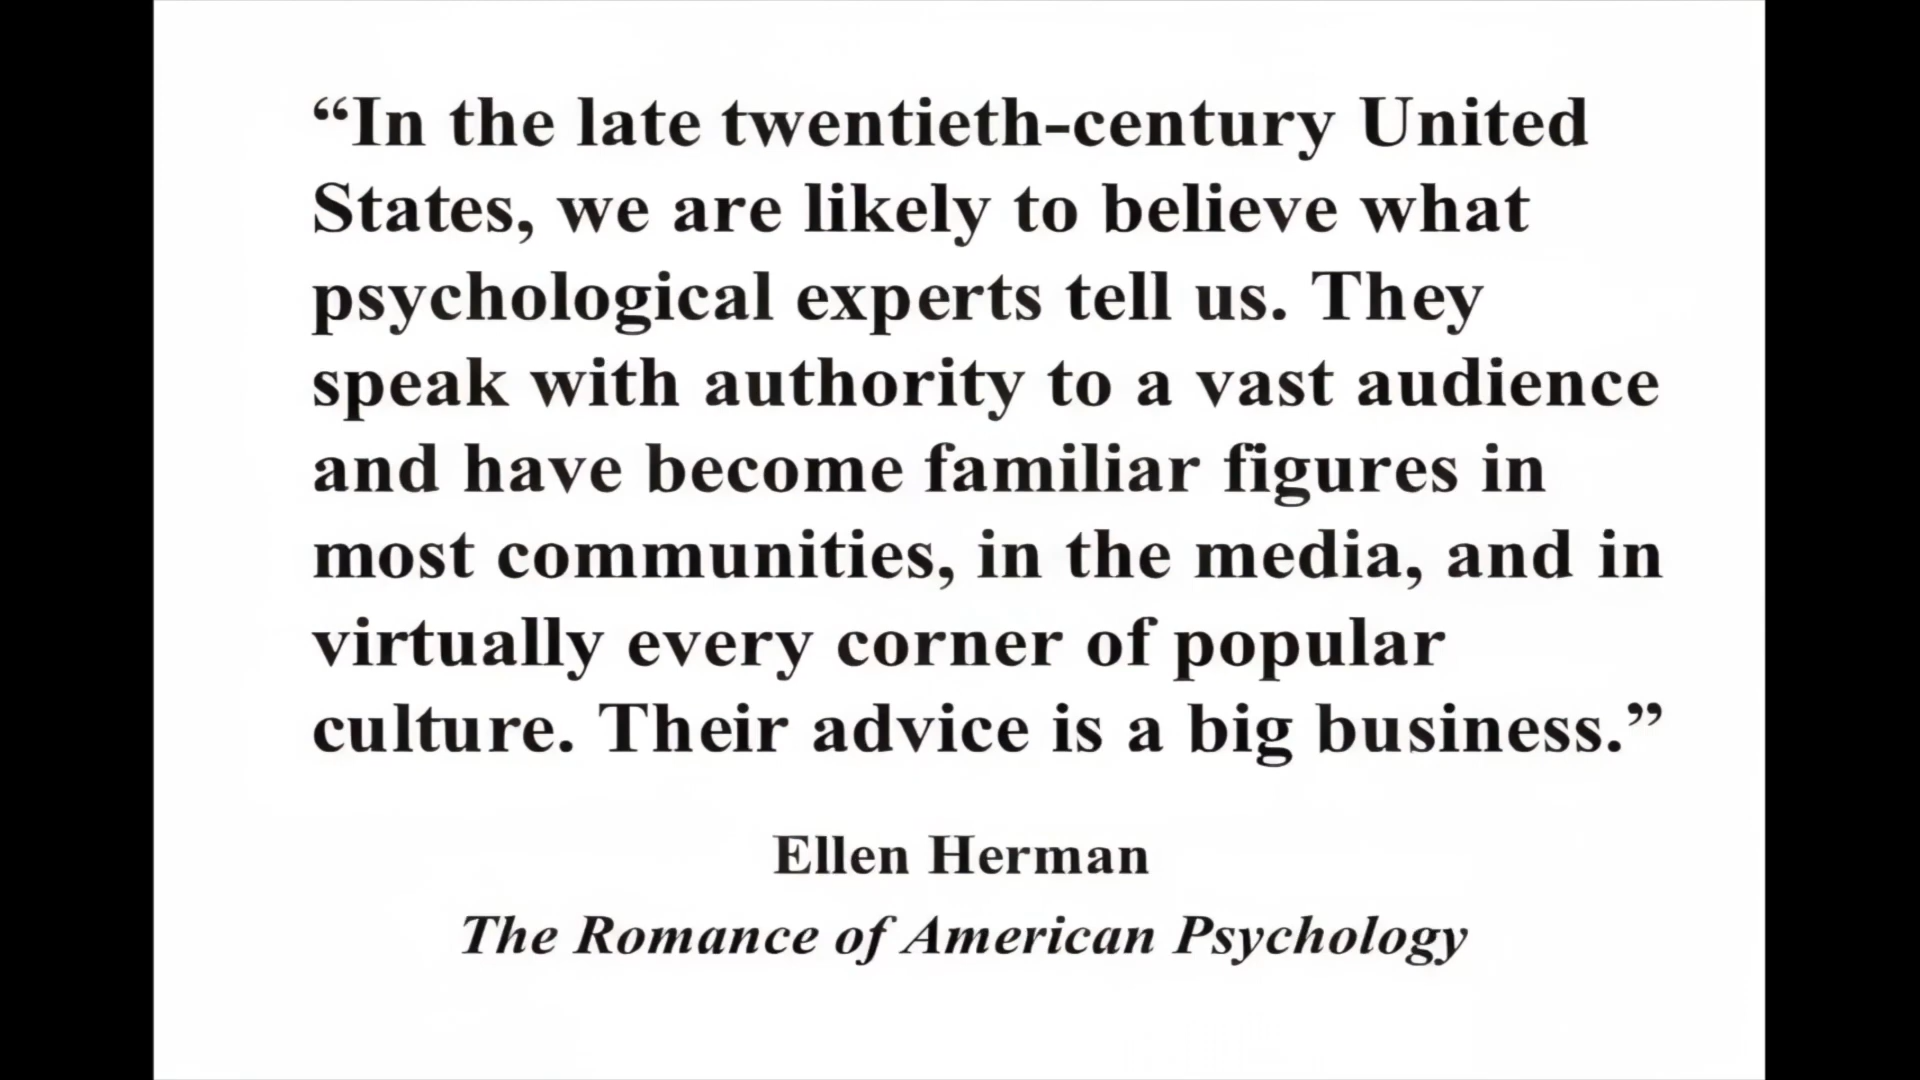 “In the late twentieth-century United
States, we are likely to believe what
psychological experts tell us. They
speak with authority to a vast audience
and have become familiar figures in
most communities, in the media, and in
virtually every corner of popular
culture. Their advice is a big business.”
Ellen Herman
The Romance of American Psychology